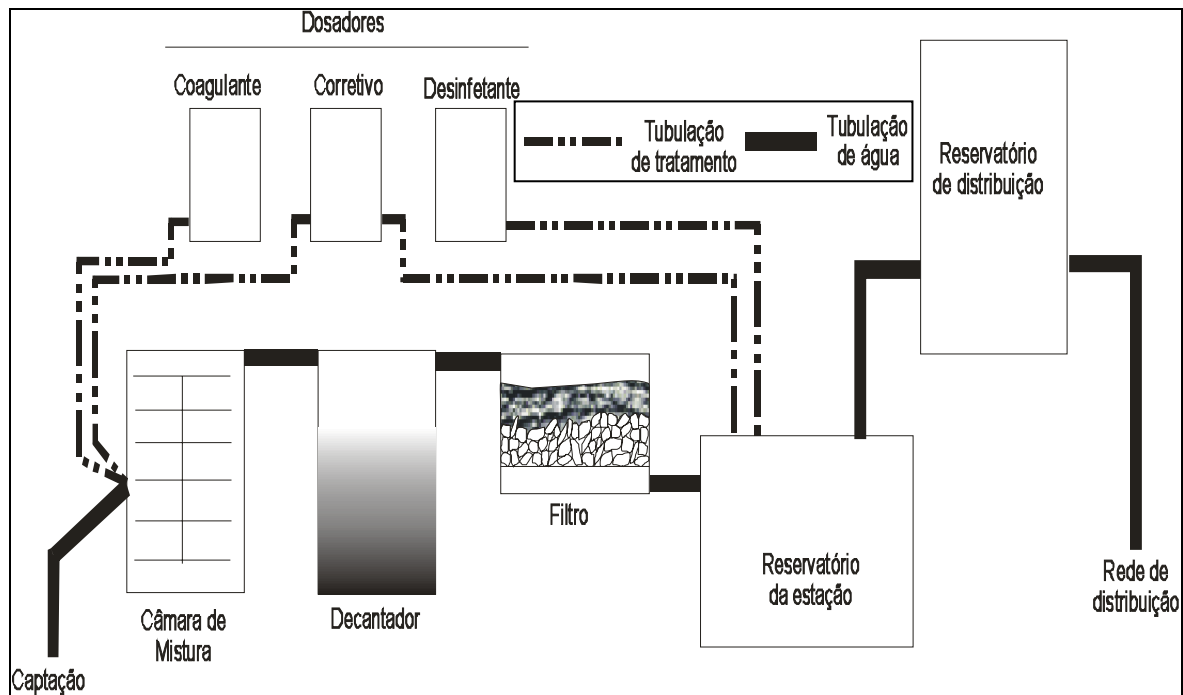 Dosadores
Coagulante
Corretivo
Desinfetante
Tubulação
de tratamento
Tubulação
de água
Reservatório
de distribuição
Filtro
Reservatório
da estação
Câmara de
Mistura
Decantador
Rede de
distribuição
Captação